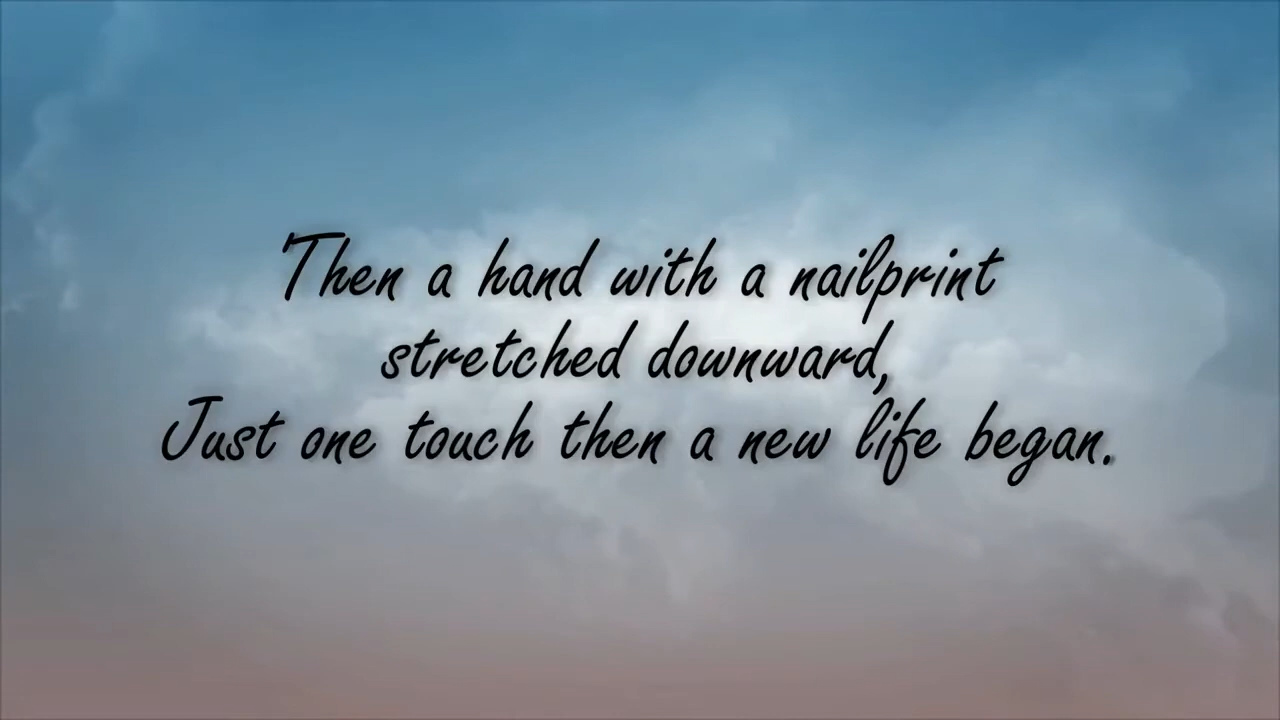 Then a hand with a nailprint
stretched downward,
Just one touch then a new life began.